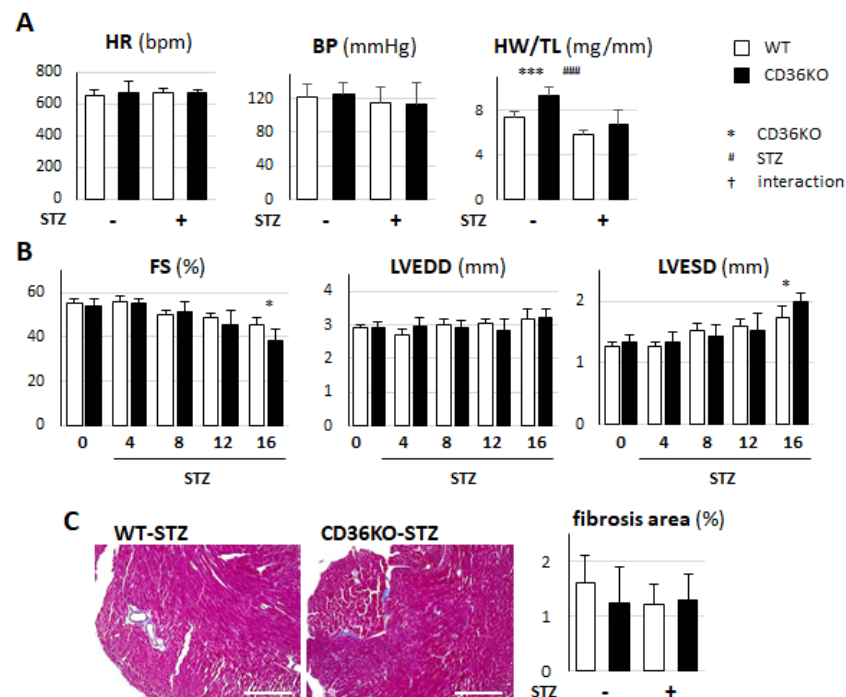 A
HR (bpm)
BP (mmHg)
HW/TL (mg/mm)
WT
CD36KO
* CD36KO
# STZ
† interaction
800
600
400
200
0
120
80
40
0
*** ###
8
4
0
STZ - +
STZ - +
STZ - +
B
FS (%)
LVEDD (mm)
LVESD (mm)
60
40
20
0
*
0 4 8 12 16
STZ
4
3
2
1
0
0 4 8 12 16
STZ
2
1
0
*
0 4 8 12 16
STZ
C
WT-STZ
CD36KO-STZ
fibrosis area (%)
2
1
0
STZ - +